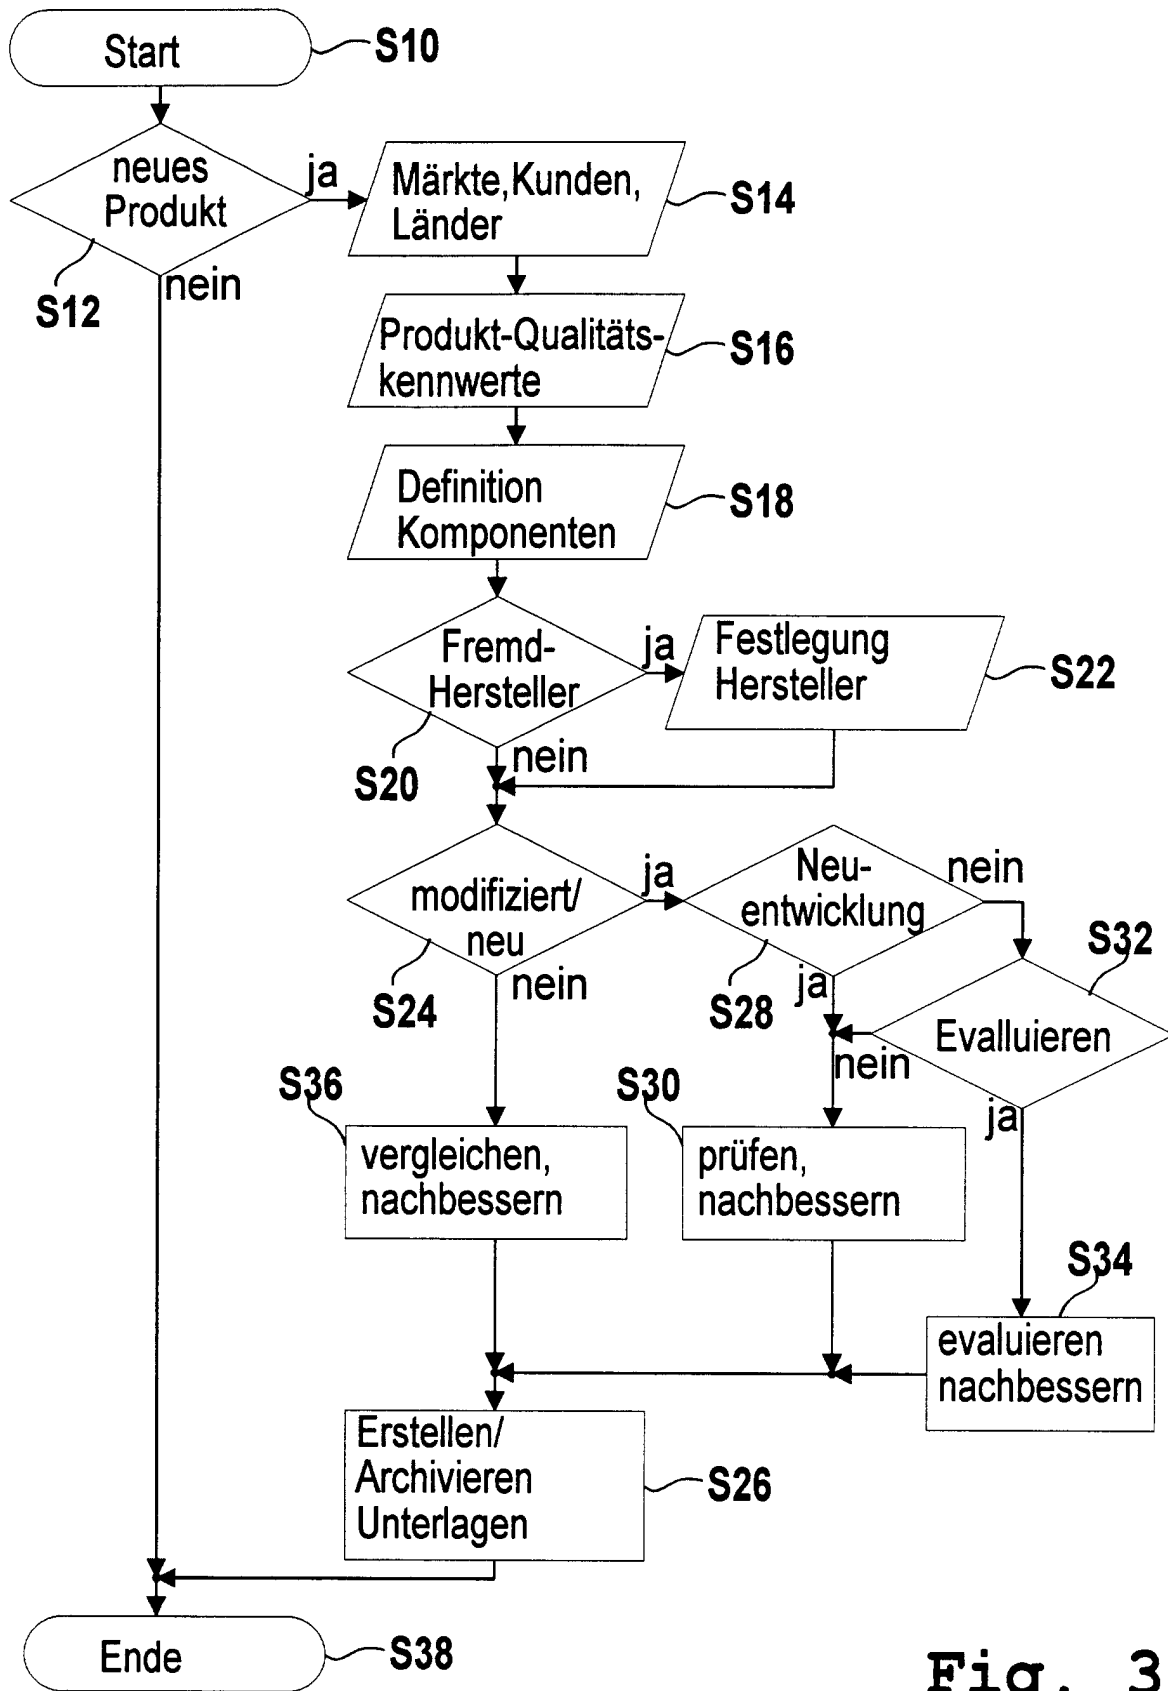 Start
S10
neues
Produkt
ja
S12
nein
Märkte,Kunden,
Länder
S14
Produkt-Qualitäts-
kennwerte
S16
Definition
Komponenten
S18
Fremd-
Hersteller
ja
S20
nein
Festlegung
Hersteller
S22
modifiziert/
neu
ja
S24
nein
Neu-
entwicklung
nein
S28
ja
S32
Evalluieren
nein
ja
S36
vergleichen,
nachbessern
S30
prüfen,
nachbessern
S34
evaluieren
nachbessern
Erstellen/
Archivieren
Unterlagen
S26
Ende
S38
Fig. 3